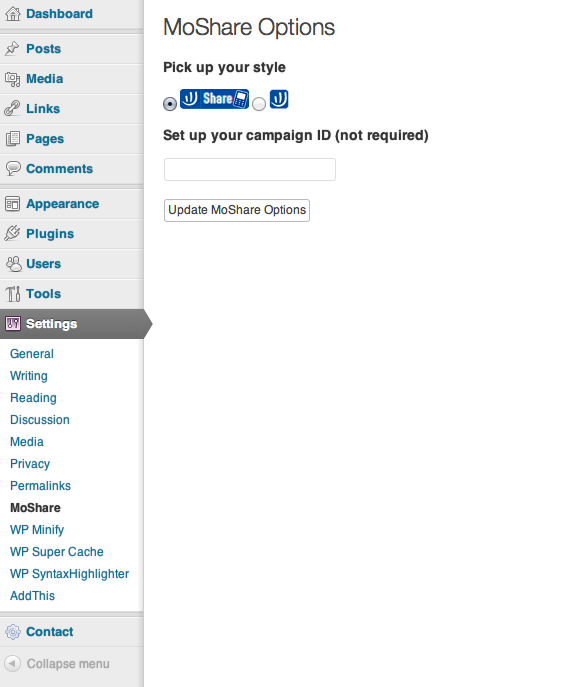 Dashboard
Posts
Media
Links
Pages
Comments
Appearance
Plugins
Users
Tools
Settings
General
Writing
Reading
Discussion
Media
Privacy
Permalinks
MoShare
WP Minify
WP Super Cache
WP SyntaxHighlighter
AddThis
Contact
Collapse menu
MoShare Options
Pick up your style
Share
Set up your campaign ID (not required)
Update MoShare Options